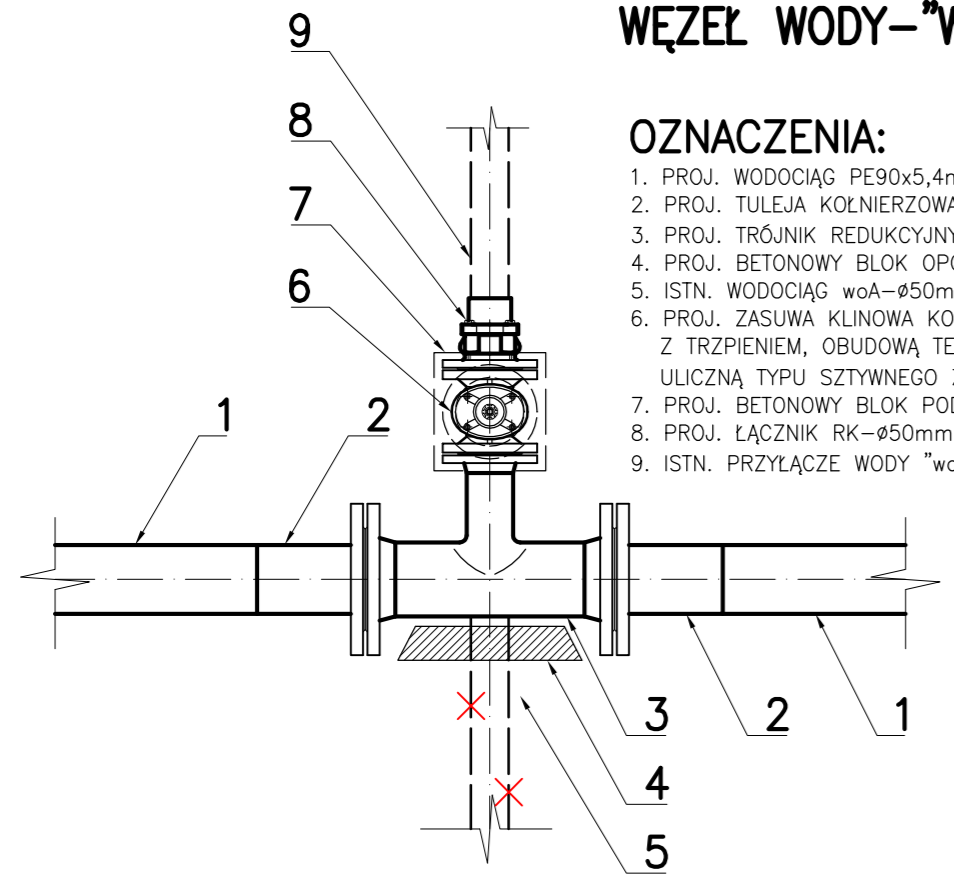 WĘZEŁ WODY-"W
OZNACZENIA:
1. PROJ. WODOCIĄG PE90x5,4m
2. PROJ. TULEJA KOŁNIERZOWA
3. PROJ. TRÓJNIK REDUKCYJNY
4. PROJ. BETONOWY BLOK OPO
5. ISTN. WODOCIĄG woA-ø50m
6. PROJ. ZASUWA KLINOWA KO
Z TRZPIENIEM, OBUDOWĄ TE
ULICZNĄ TYPU SZTYWNEGO Z
7. PROJ. BETONOWY BLOK POD
8. PROJ. ŁĄCZNIK RK-ø50mm
9. ISTN. PRZYŁĄCZE WODY "wo
9
8
7
6
1
2
3
2
1
4
5